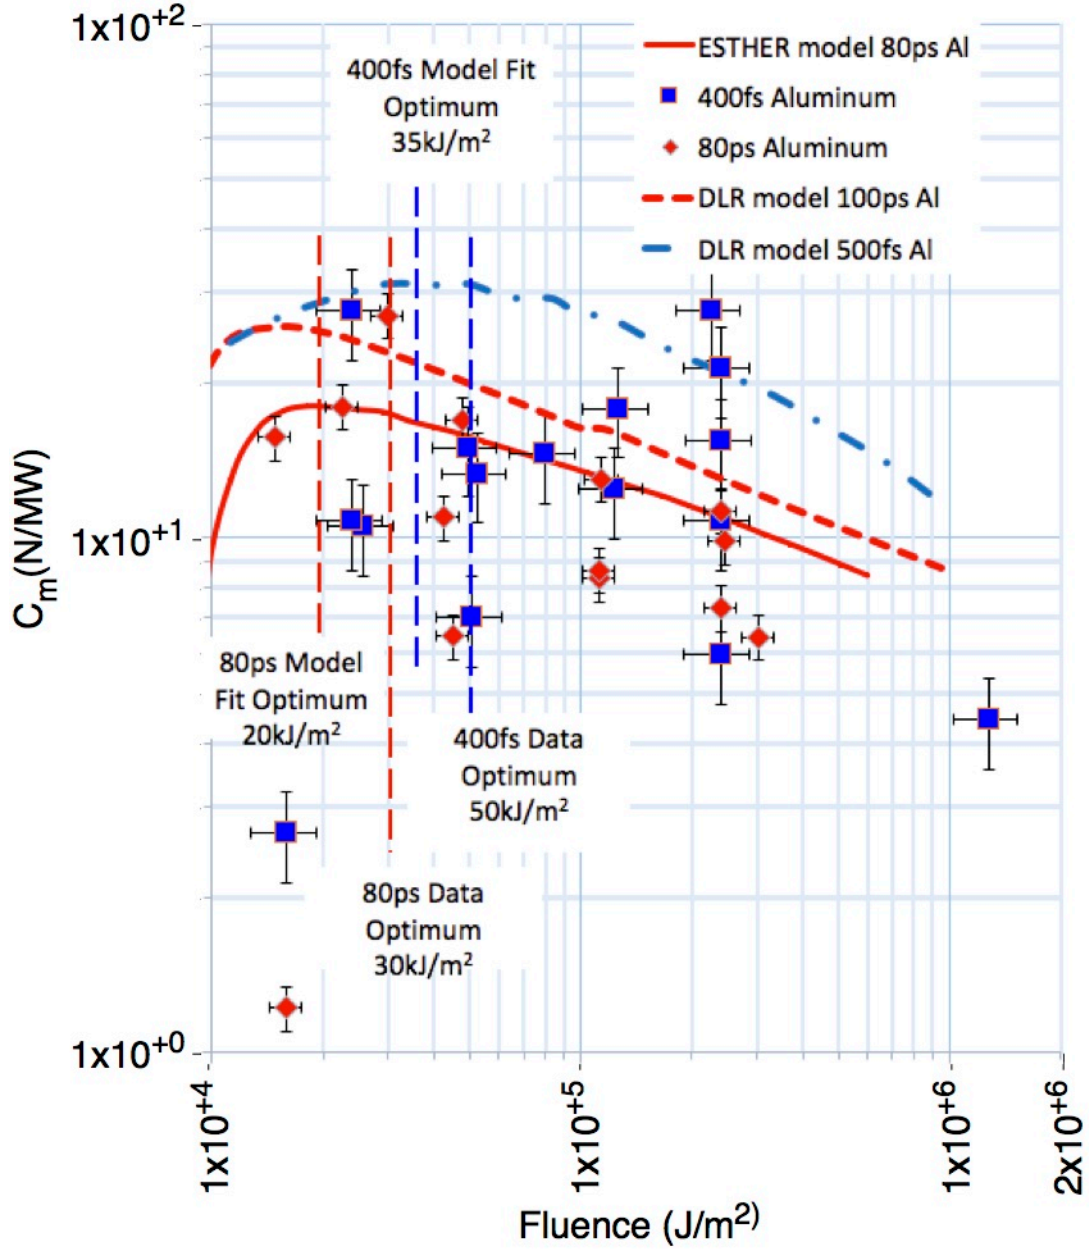 1x10+2
400fs Model Fit
Optimum
35kJ/m2
ESTHER model 80ps Al
400fs Aluminum
80ps Aluminum
DLR model 100ps Al
DLR model 500fs Al
Cm(N/MW)
1x10+1
80ps Model
Fit Optimum
20kJ/m2
400fs Data
Optimum
50kJ/m2
80ps Data
Optimum
30kJ/m2
1x10+0
1x10+4
1x10+5
1x10+6
2x10+6
Fluence (J/m2)